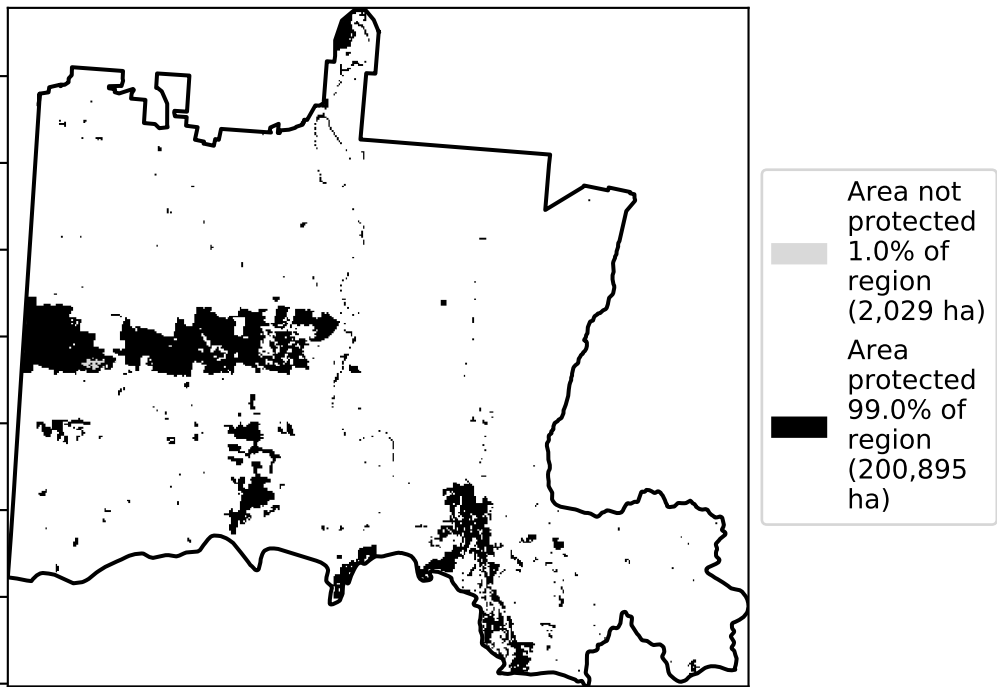 Area not
protected
1.0% of
region
(2,029 ha)
Area
protected
99.0% of
region
(200,895
ha)